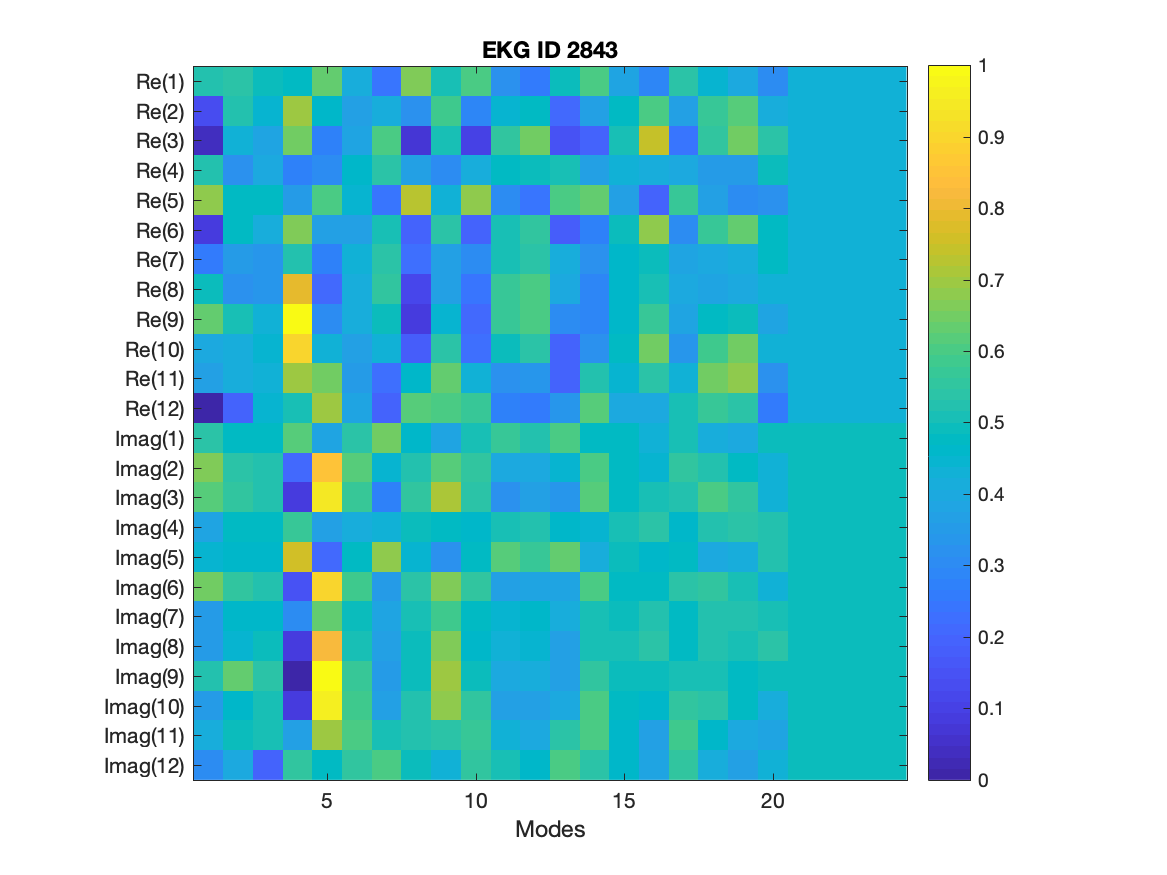 EKG ID 2843
Re(1)
Re(2)
Re(3)
Re(4)
Re(5)
Re(6)
Re(7)
Re(8)
Re(9)
Re(10)
Re(11)
Re(12)
Imag(1)
Imag(2)
Imag(3)
Imag(4)
Imag(5)
Imag(6)
Imag(7)
Imag(8)
Imag(9)
Imag(10)
Imag(11)
Imag(12)
5 10 15 20
Modes
1
0.9
0.8
0.7
0.6
0.5
0.4
0.3
0.2
0.1
0